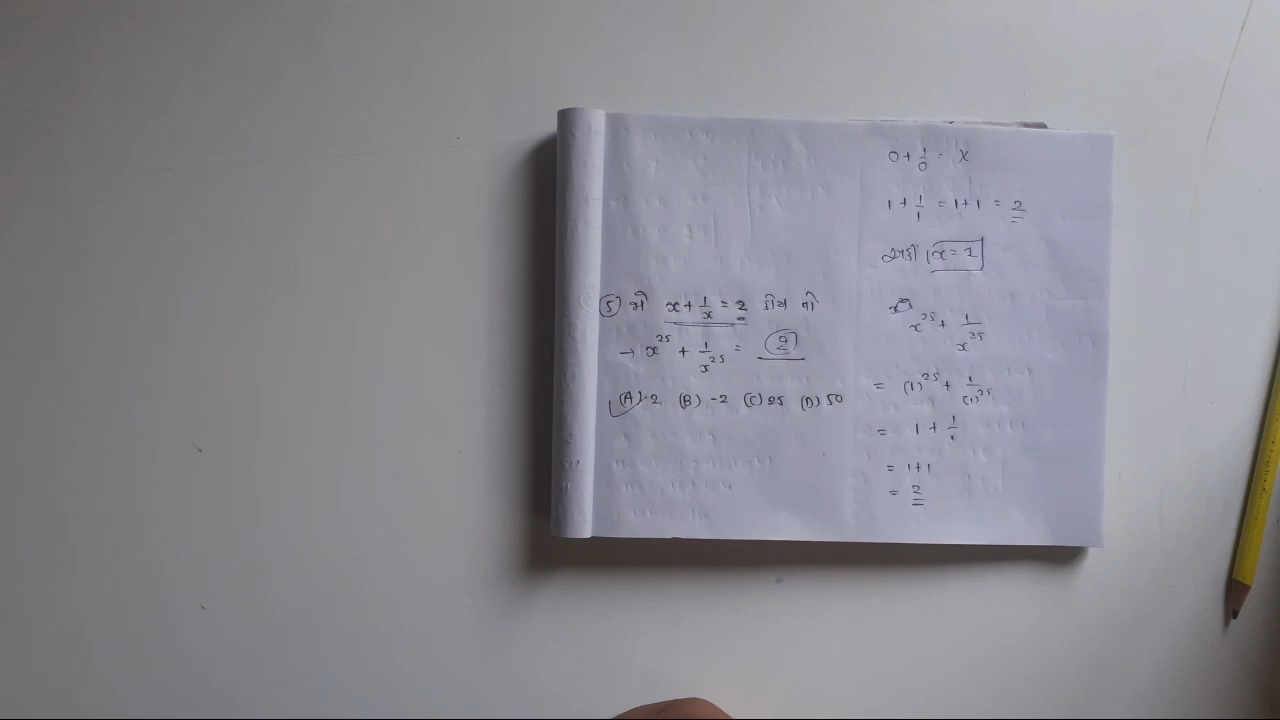 ⑤ જો x + 1/x = 2 હોય તો
→ x^25 + 1/x^25 = 2
(A) 2 (B) -2 (C) 25 (D) 50
0 + 1/0 = X
1 + 1/1 = 1+1 = 2
અહીં x = 1
x^25 + 1/x^25
= (1)^25 + 1/(1)^25
= 1 + 1/1
= 1+1
= 2